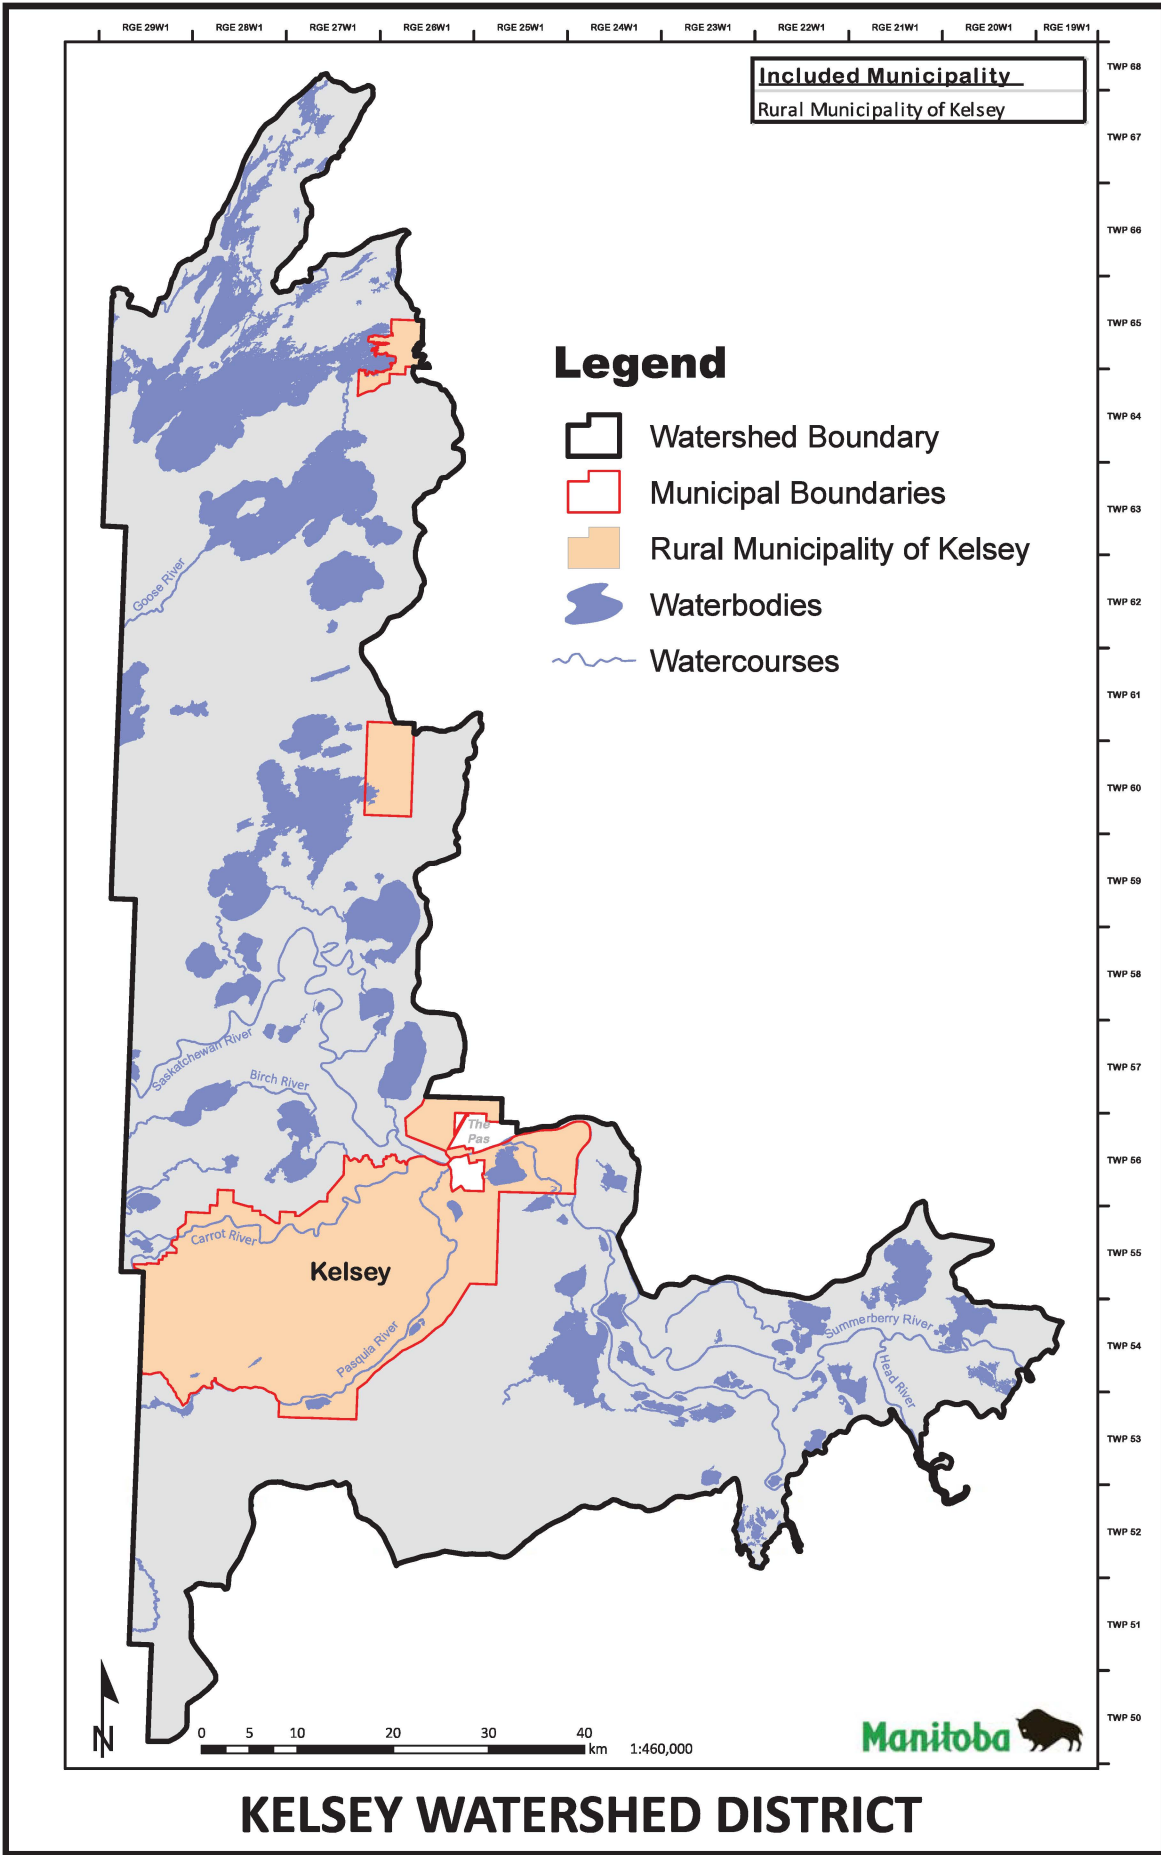 RGE 29W1 RGE 28W1 RGE 27W1 RGE 26W1 RGE 25W1 RGE 24W1 RGE 23W1 RGE 22W1 RGE 21W1 RGE 20W1 RGE 19W1
Included Municipality
Rural Municipality of Kelsey
TWP 68
TWP 67
TWP 66
TWP 65
TWP 64
TWP 63
TWP 62
TWP 61
TWP 60
TWP 59
TWP 58
TWP 57
TWP 56
TWP 55
TWP 54
TWP 53
TWP 52
TWP 51
TWP 50
Legend
Watershed Boundary
Municipal Boundaries
Rural Municipality of Kelsey
Waterbodies
Watercourses
Goose River
Saskatchewan River
Birch River
The
Pas
Carrot River
Kelsey
Pasquia River
Summerberry River
Head River
N
0 5 10 20 30 40
km 1:460,000
Manitoba
KELSEY WATERSHED DISTRICT